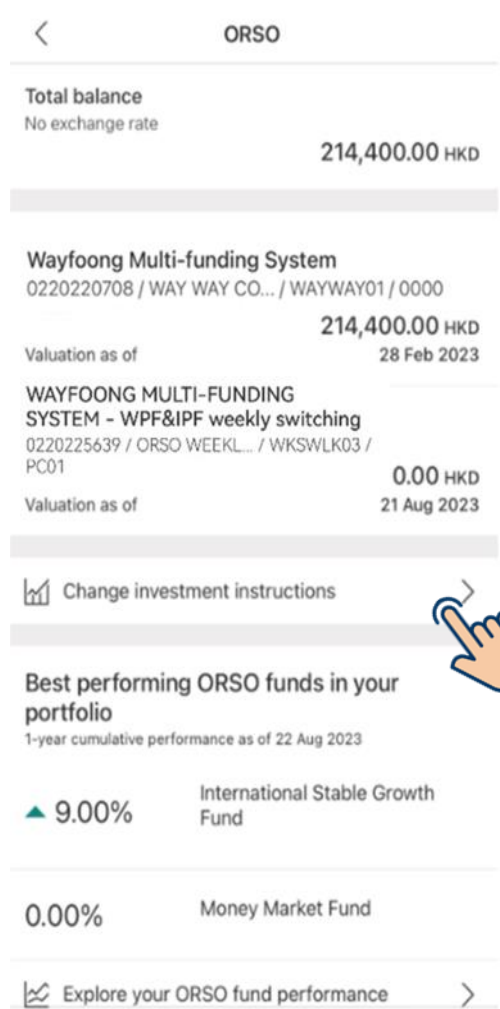 ORSO
Total balance
No exchange rate
214,400.00 HKD
Wayfoong Multi-funding System
0220220708 / WAY WAY CO... / WAYWAY01 / 0000
214,400.00 HKD
Valuation as of 28 Feb 2023
WAYFOONG MULTI-FUNDING
SYSTEM - WPF&IPF weekly switching
0220225639 / ORSO WEEKL... / WKSWLK03 /
PC01
0.00 HKD
Valuation as of 21 Aug 2023
Change investment instructions
Best performing ORSO funds in your
portfolio
1-year cumulative performance as of 22 Aug 2023
9.00% International Stable Growth
Fund
0.00% Money Market Fund
Explore your ORSO fund performance